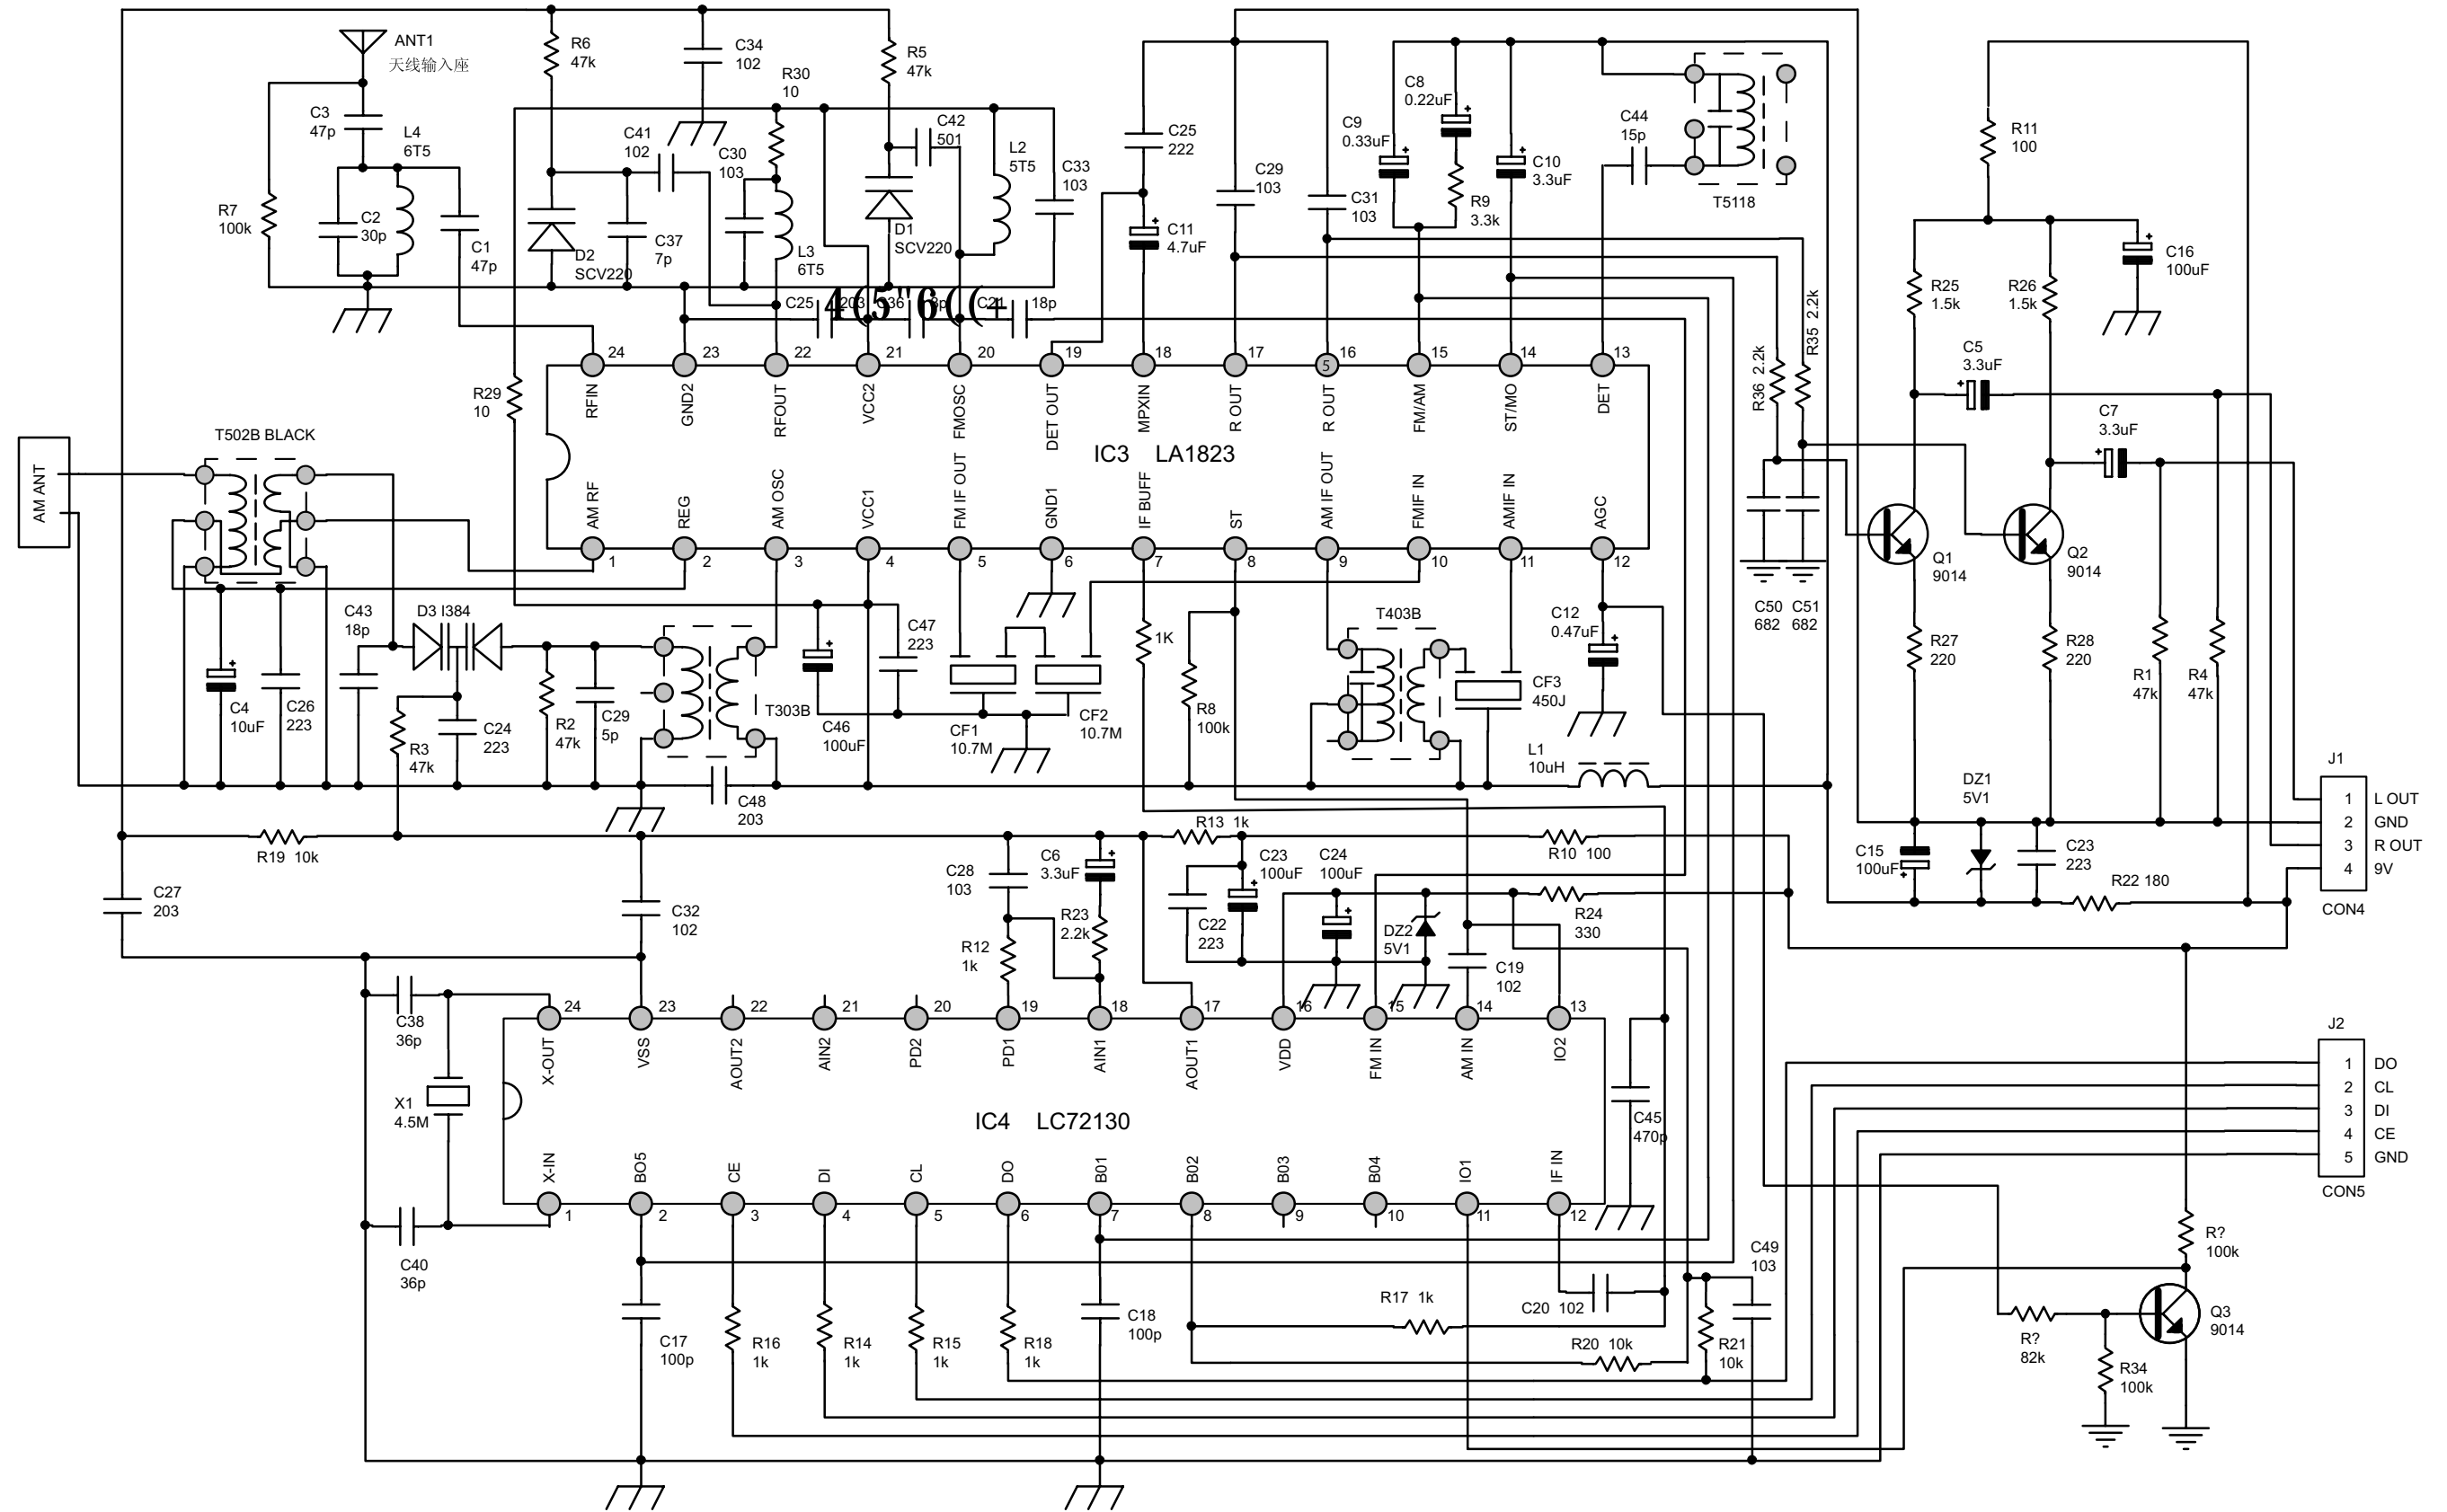 ANT1
天线输入座
R6
47k
C34
102
R5
47k
R30
10
C3
47p
L4
6T5
C41
102
C30
103
C42
501
L2
5T5
C33
103
C25
222
C29
103
C31
103
C9
0.33uF
C8
0.22uF
R9
3.3k
C10
3.3uF
C44
15p
T5118
R11
100
R7
100k
C2
30p
C1
47p
D2
SCV220
C37
7p
L3
6T5
D1
SCV220
C11
4.7uF
C16
100uF
R25
1.5k
R26
1.5k
C25
203
C36
C21
18p
R36 2.2k
R35 2.2k
C5
3.3uF
C7
3.3uF
R29
10
24
23
22
21
20
19
18
17
16
15
14
13
5
RFIN
GND2
RFOUT
VCC2
FMOSC
DET OUT
MPXIN
R OUT
R OUT
FM/AM
ST/MO
DET
IC3 LA1823
AM RF
REG
AM OSC
VCC1
FM IF OUT
GND1
IF BUFF
ST
AM IF OUT
FMIF IN
AMIF IN
AGC
1
2
3
4
5
6
7
8
9
10
11
12
T502B BLACK
AM ANT
Q1
9014
Q2
9014
C50
682
C51
682
C43
18p
D3 I384
C4
10uF
C26
223
R3
47k
C24
223
R2
47k
C29
5p
T303B
C46
100uF
C47
223
CF1
10.7M
CF2
10.7M
1K
R8
100k
T403B
CF3
450J
C12
0.47uF
L1
10uH
R27
220
R28
220
R1
47k
R4
47k
C48
203
R19 10k
R13 1k
R10 100
DZ1
5V1
J1
1 L OUT
2 GND
3 R OUT
4 9V
CON4
C15
100uF
C23
223
R22 180
C27
203
C32
102
C28
103
C6
3.3uF
R23
2.2k
R12
1k
C22
223
C23
100uF
C24
100uF
DZ2
5V1
R24
330
C19
102
C38
36p
X1
4.5M
C40
36p
24
23
22
21
20
19
18
17
16
15
14
13
X-OUT
VSS
AOUT2
AIN2
PD2
PD1
AIN1
AOUT1
VDD
FM IN
AM IN
IO2
IC4 LC72130
X-IN
BO5
CE
DI
CL
DO
B01
B02
B03
B04
IO1
IF IN
1
2
3
4
5
6
7
8
9
10
11
12
C45
470p
J2
1 DO
2 CL
3 DI
4 CE
5 GND
CON5
C17
100p
R16
1k
R14
1k
R15
1k
R18
1k
C18
100p
R17 1k
C20 102
R20 10k
R21
10k
C49
103
R?
100k
R?
82k
R34
100k
Q3
9014